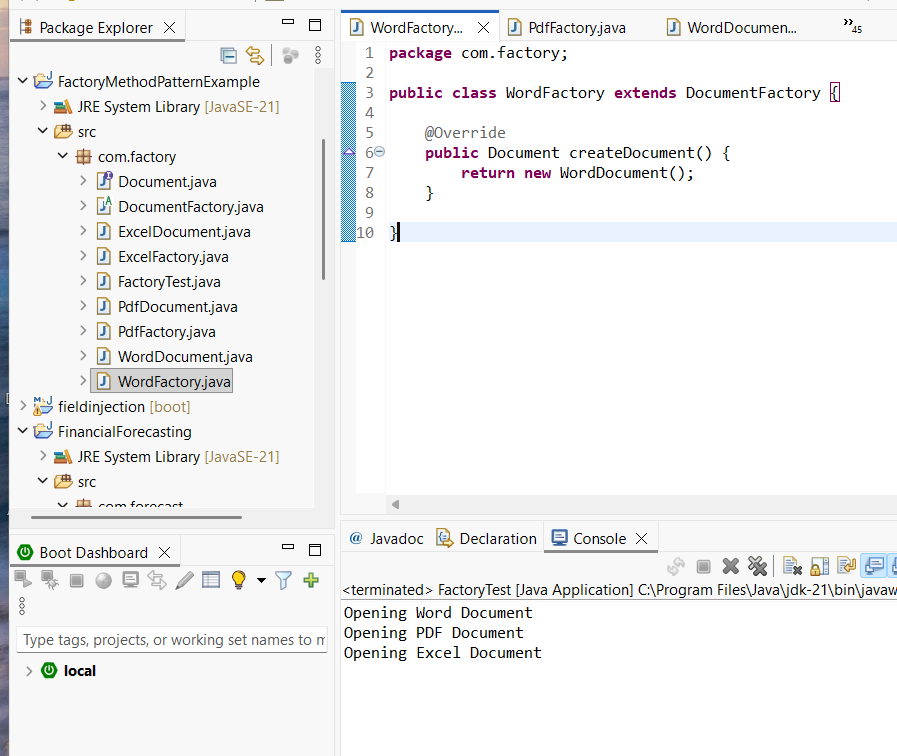 Package Explorer
FactoryMethodPatternExample
JRE System Library [JavaSE-21]
src
com.factory
Document.java
DocumentFactory.java
ExcelDocument.java
ExcelFactory.java
FactoryTest.java
PdfDocument.java
PdfFactory.java
WordDocument.java
WordFactory.java
fieldinjection [boot]
FinancialForecasting
JRE System Library [JavaSE-21]
src
com.forecast
Boot Dashboard
Type tags, projects, or working set names to m
local
WordFactory... PdfFactory.java WordDocumen... »45
1 package com.factory;
2
3 public class WordFactory extends DocumentFactory {
4
5 @Override
6 public Document createDocument() {
7 return new WordDocument();
8 }
9
10 }
@ Javadoc Declaration Console
<terminated> FactoryTest [Java Application] C:\Program Files\Java\jdk-21\bin\javaw
Opening Word Document
Opening PDF Document
Opening Excel Document